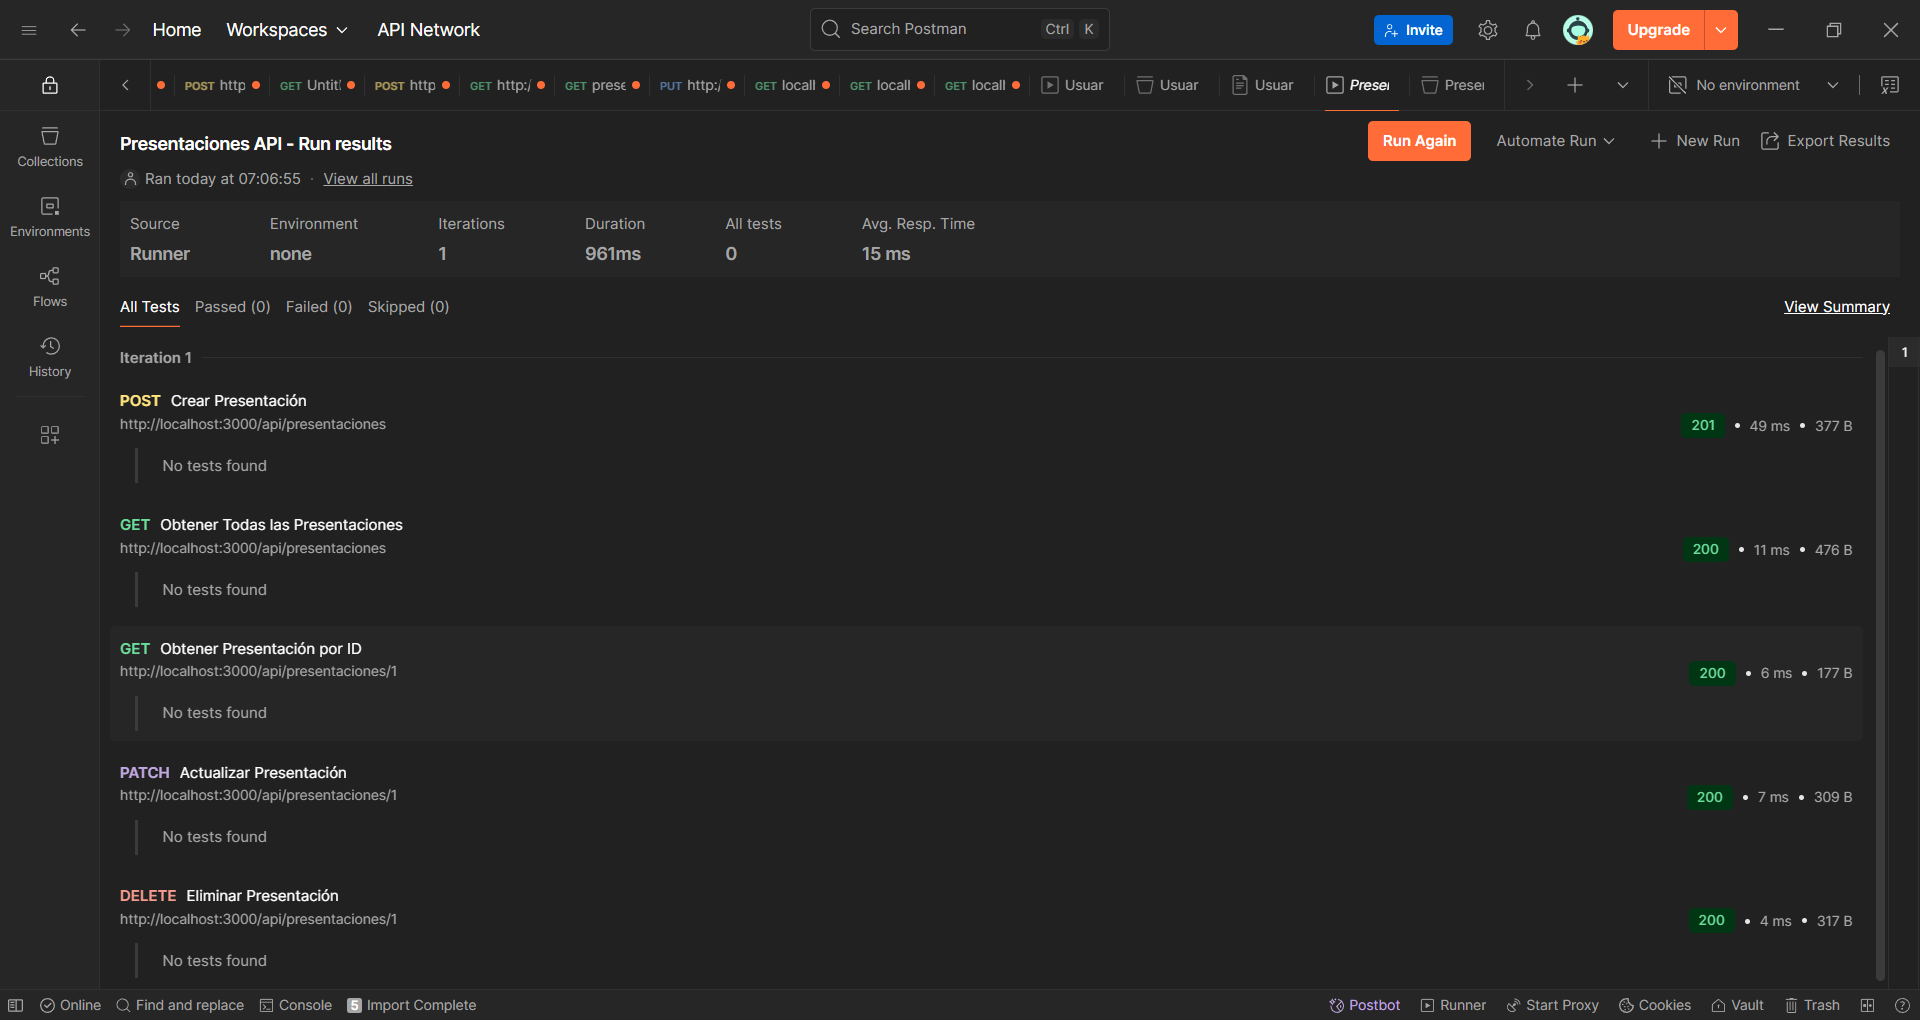 Home Workspaces API Network Search Postman Ctrl K Invite Upgrade
POST http GET Untit POST http GET http:/ GET prese PUT http:/ GET locall GET locall GET locall Usuar Usuar Usuar Preser Preser No environment
Collections
Environments
Flows
History
Presentaciones API - Run results
Run Again Automate Run New Run Export Results
Ran today at 07:06:55 · View all runs
Source Environment Iterations Duration All tests Avg. Resp. Time
Runner none 1 961ms 0 15 ms
All Tests Passed (0) Failed (0) Skipped (0) View Summary
Iteration 1
1
POST Crear Presentación
http://localhost:3000/api/presentaciones
201 • 49 ms • 377 B
No tests found
GET Obtener Todas las Presentaciones
http://localhost:3000/api/presentaciones
200 • 11 ms • 476 B
No tests found
GET Obtener Presentación por ID
http://localhost:3000/api/presentaciones/1
200 • 6 ms • 177 B
No tests found
PATCH Actualizar Presentación
http://localhost:3000/api/presentaciones/1
200 • 7 ms • 309 B
No tests found
DELETE Eliminar Presentación
http://localhost:3000/api/presentaciones/1
200 • 4 ms • 317 B
No tests found
Online Find and replace Console 5 Import Complete Postbot Runner Start Proxy Cookies Vault Trash